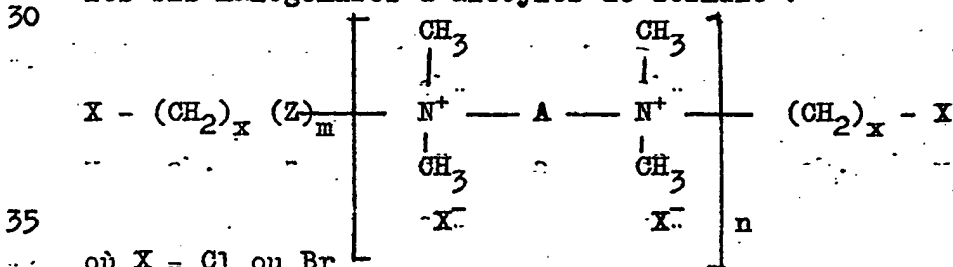 30
CH3 CH3
X - (CH2)x (Z)m N+ — A — N+ (CH2)x - X
CH3 CH3
35 X- X- n
où X - Cl ou Br